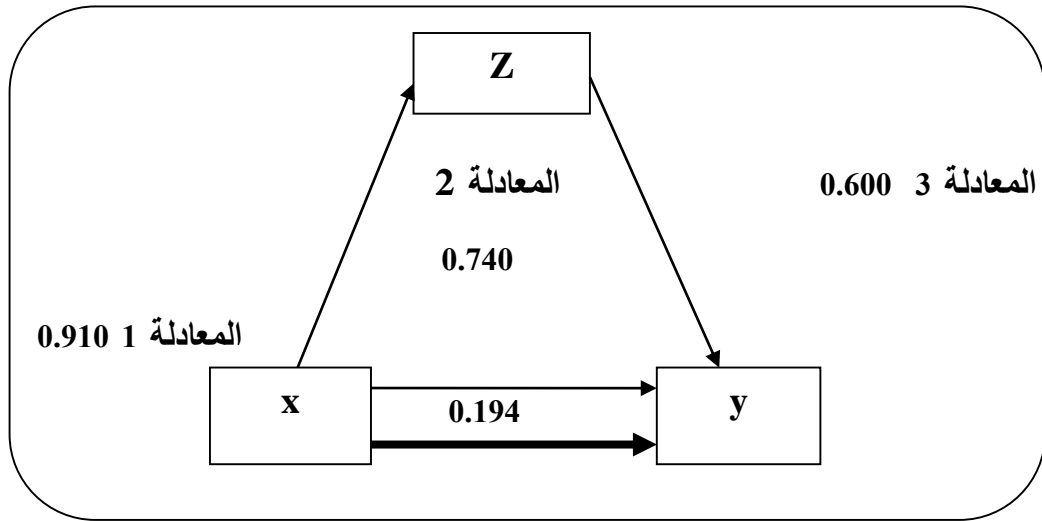 Z
المعادلة 2
المعادلة 3 0.600
0.740
المعادلة 1 0.910
x
0.194
y